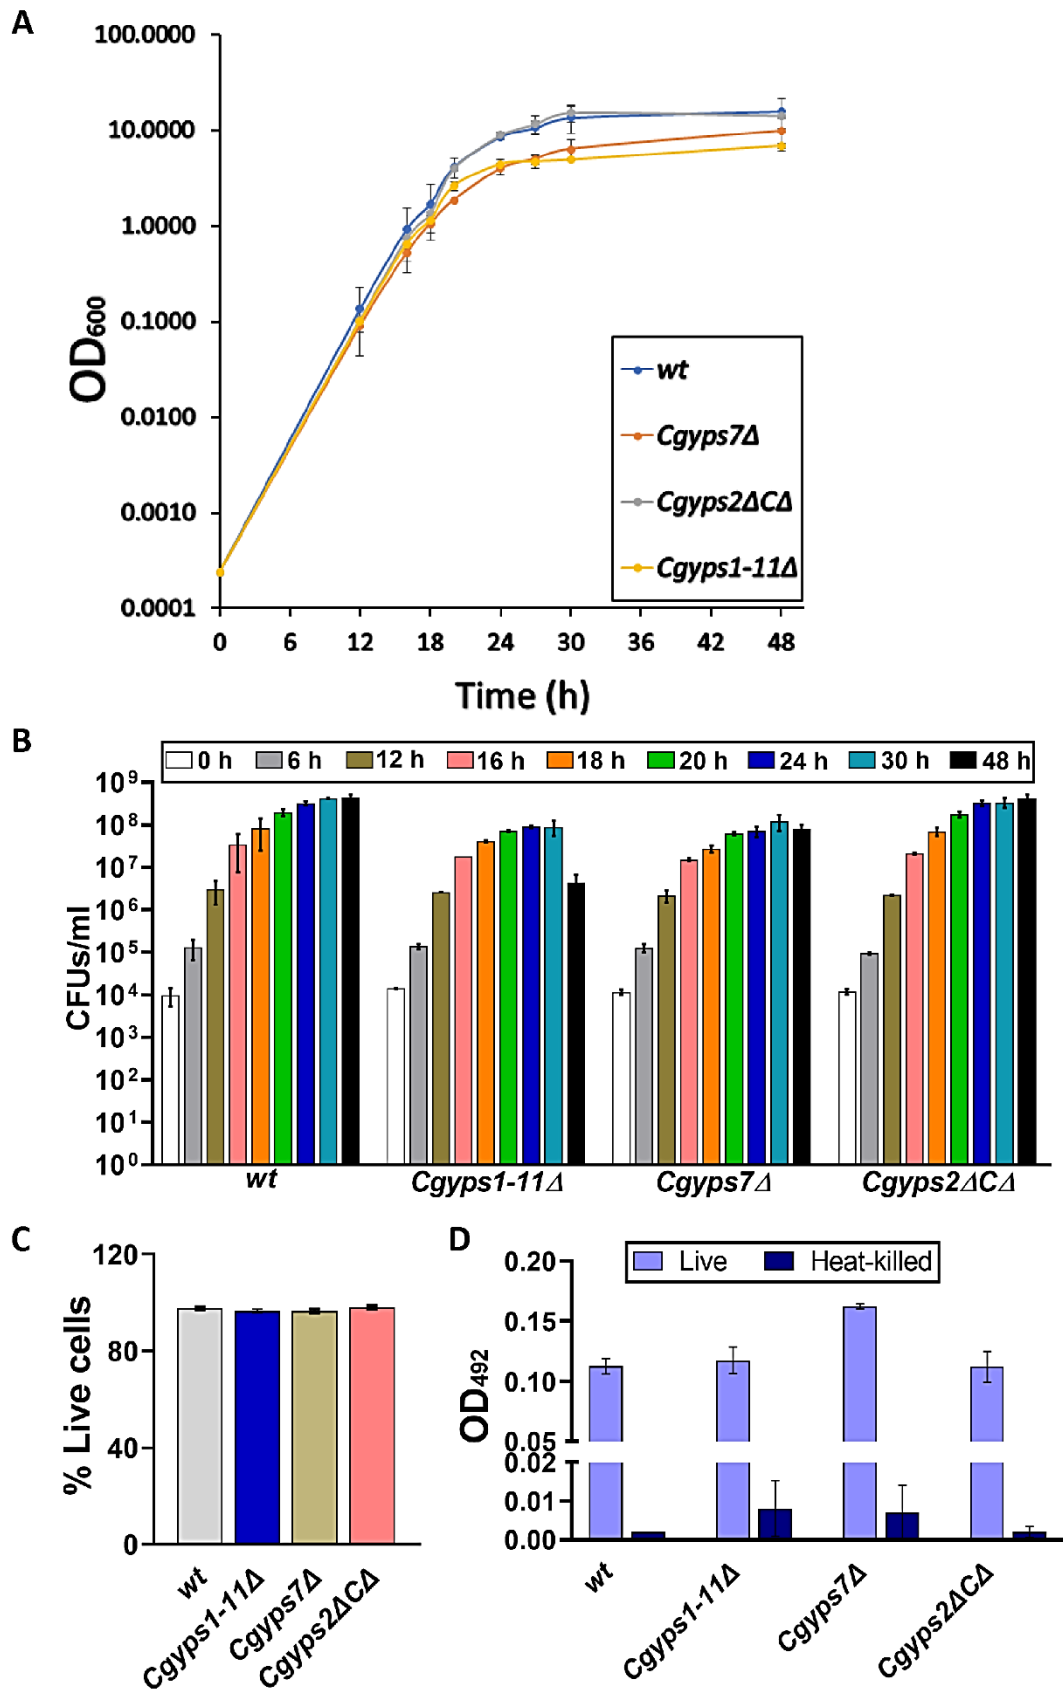 A
100.0000
10.0000
1.0000
0.1000
0.0100
0.0010
0.0001
OD600
wt
Cgyps7Δ
Cgyps2ΔCΔ
Cgyps1-11Δ
0 6 12 18 24 30 36 42 48
Time (h)
B
0 h 6 h 12 h 16 h 18 h 20 h 24 h 30 h 48 h
10⁹
10⁸
10⁷
10⁶
10⁵
10⁴
10³
10²
10¹
10⁰
CFUs/ml
wt Cgyps1-11Δ Cgyps7Δ Cgyps2ΔCΔ
C
120
80
40
0
% Live cells
wt
Cgyps1-11Δ
Cgyps7Δ
Cgyps2ΔCΔ
D
Live Heat-killed
0.20
0.15
0.10
0.05
0.02
0.01
0.00
OD492
wt
Cgyps1-11Δ
Cgyps7Δ
Cgyps2ΔCΔ